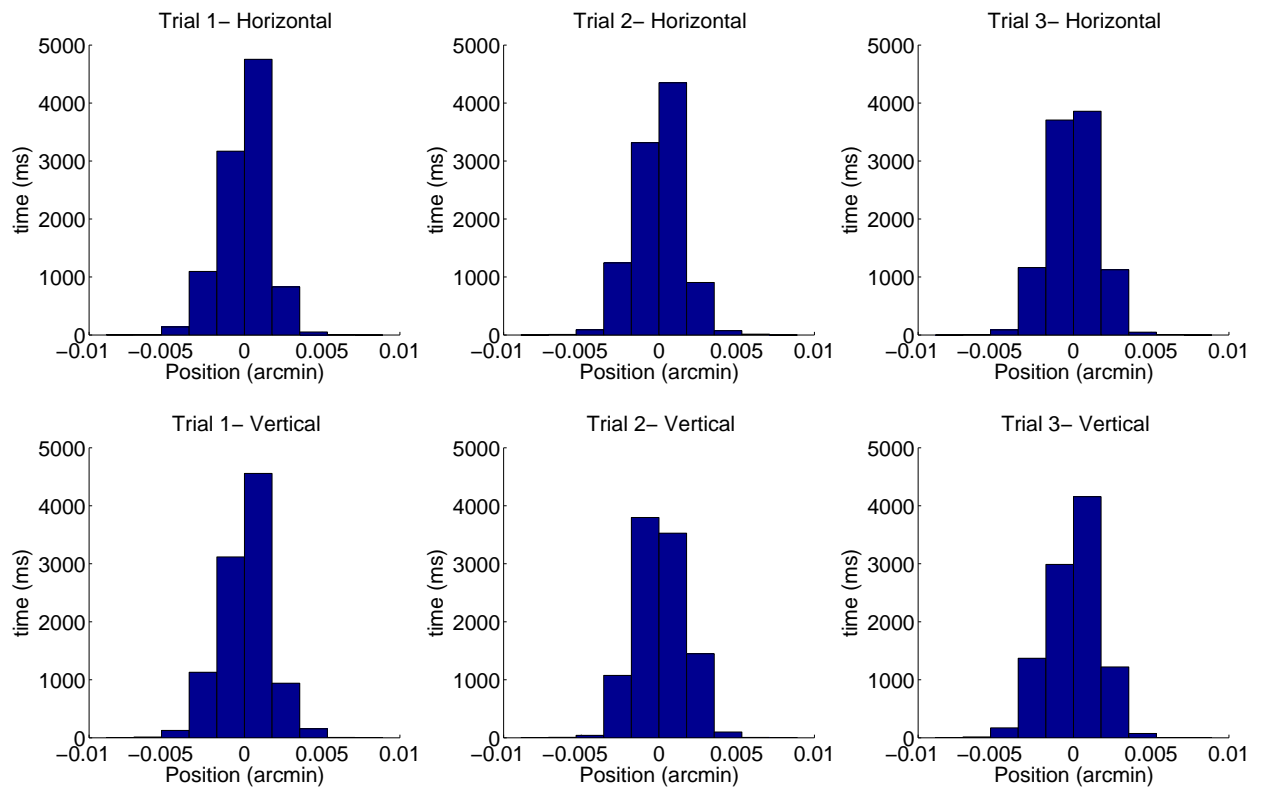 Trial 1− Horizontal
5000
4000
3000
2000
1000
0
time (ms)
−0.01 −0.005 0 0.005 0.01
Position (arcmin)
Trial 2− Horizontal
5000
4000
3000
2000
1000
0
time (ms)
−0.01 −0.005 0 0.005 0.01
Position (arcmin)
Trial 3− Horizontal
5000
4000
3000
2000
1000
0
time (ms)
−0.01 −0.005 0 0.005 0.01
Position (arcmin)
Trial 1− Vertical
5000
4000
3000
2000
1000
0
time (ms)
−0.01 −0.005 0 0.005 0.01
Position (arcmin)
Trial 2− Vertical
5000
4000
3000
2000
1000
0
time (ms)
−0.01 −0.005 0 0.005 0.01
Position (arcmin)
Trial 3− Vertical
5000
4000
3000
2000
1000
0
time (ms)
−0.01 −0.005 0 0.005 0.01
Position (arcmin)